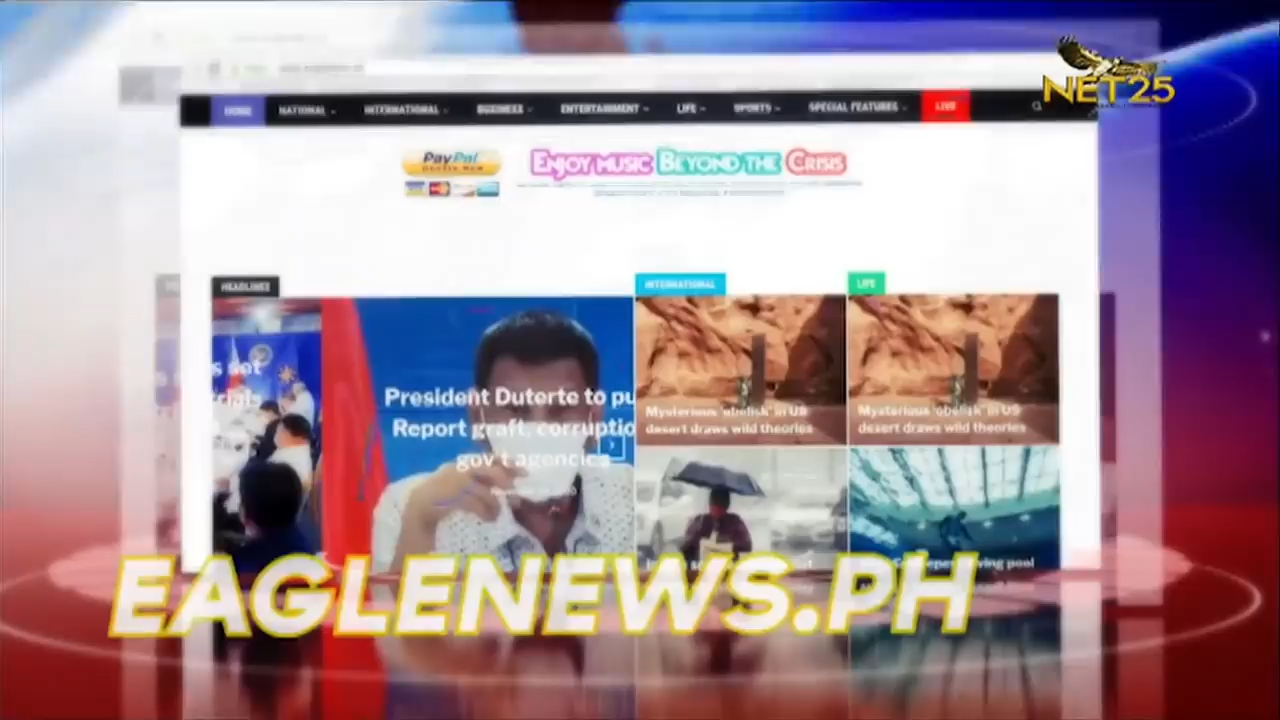 NET25
HOME NATIONAL INTERNATIONAL BUSINESS ENTERTAINMENT LIFE SPORTS SPECIAL FEATURES LIVE
PayPal
ENJOY MUSIC BEYOND THE CRISIS
HEADLINES
INTERNATIONAL
LIFE
President Duterte to pu
Report graft, corruptio
gov't agencies
Mysterious 'obelisk' in US
desert draws wild theories
Mysterious 'obelisk' in US
desert draws wild theories
diving pool
EAGLENEWS.PH